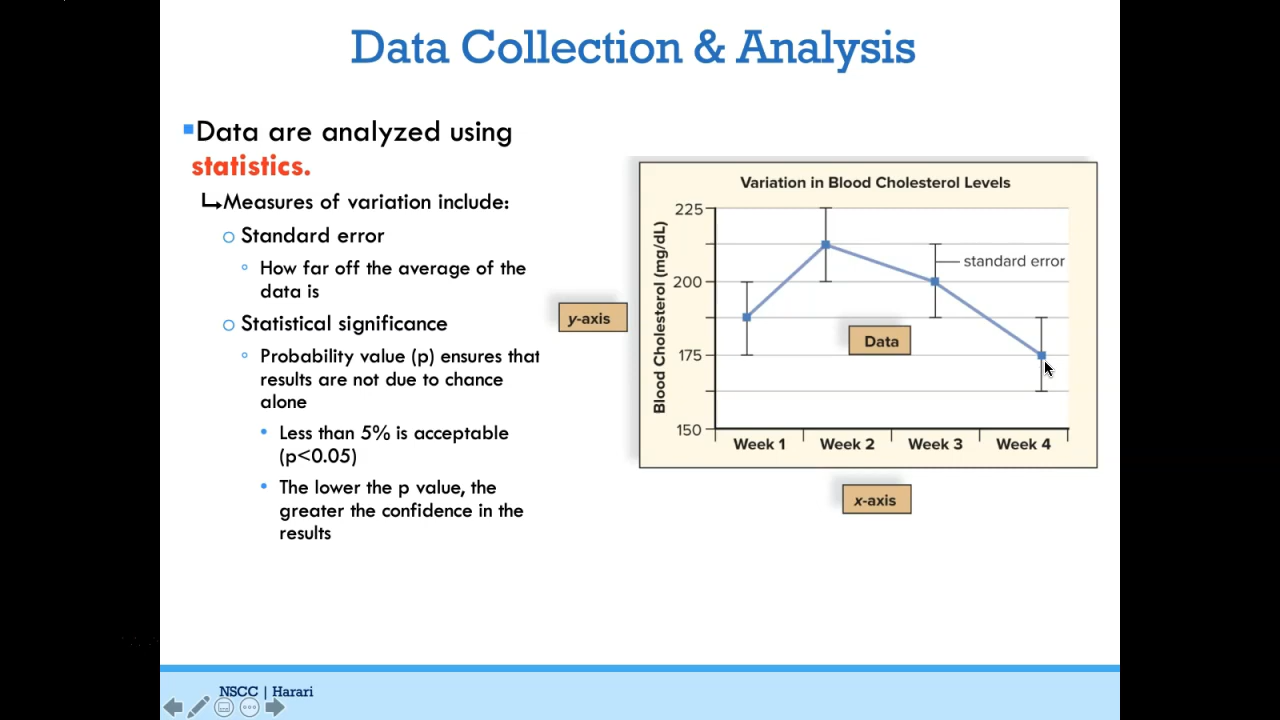 Data Collection & Analysis
Data are analyzed using
statistics.
Measures of variation include:
Standard error
How far off the average of the
data is
Statistical significance
Probability value (p) ensures that
results are not due to chance
alone
Less than 5% is acceptable
(p<0.05)
The lower the p value, the
greater the confidence in the
results
y-axis
Variation in Blood Cholesterol Levels
Blood Cholesterol (mg/dL)
225
200
175
150
standard error
Data
Week 1 Week 2 Week 3 Week 4
x-axis
NSCC | Harari